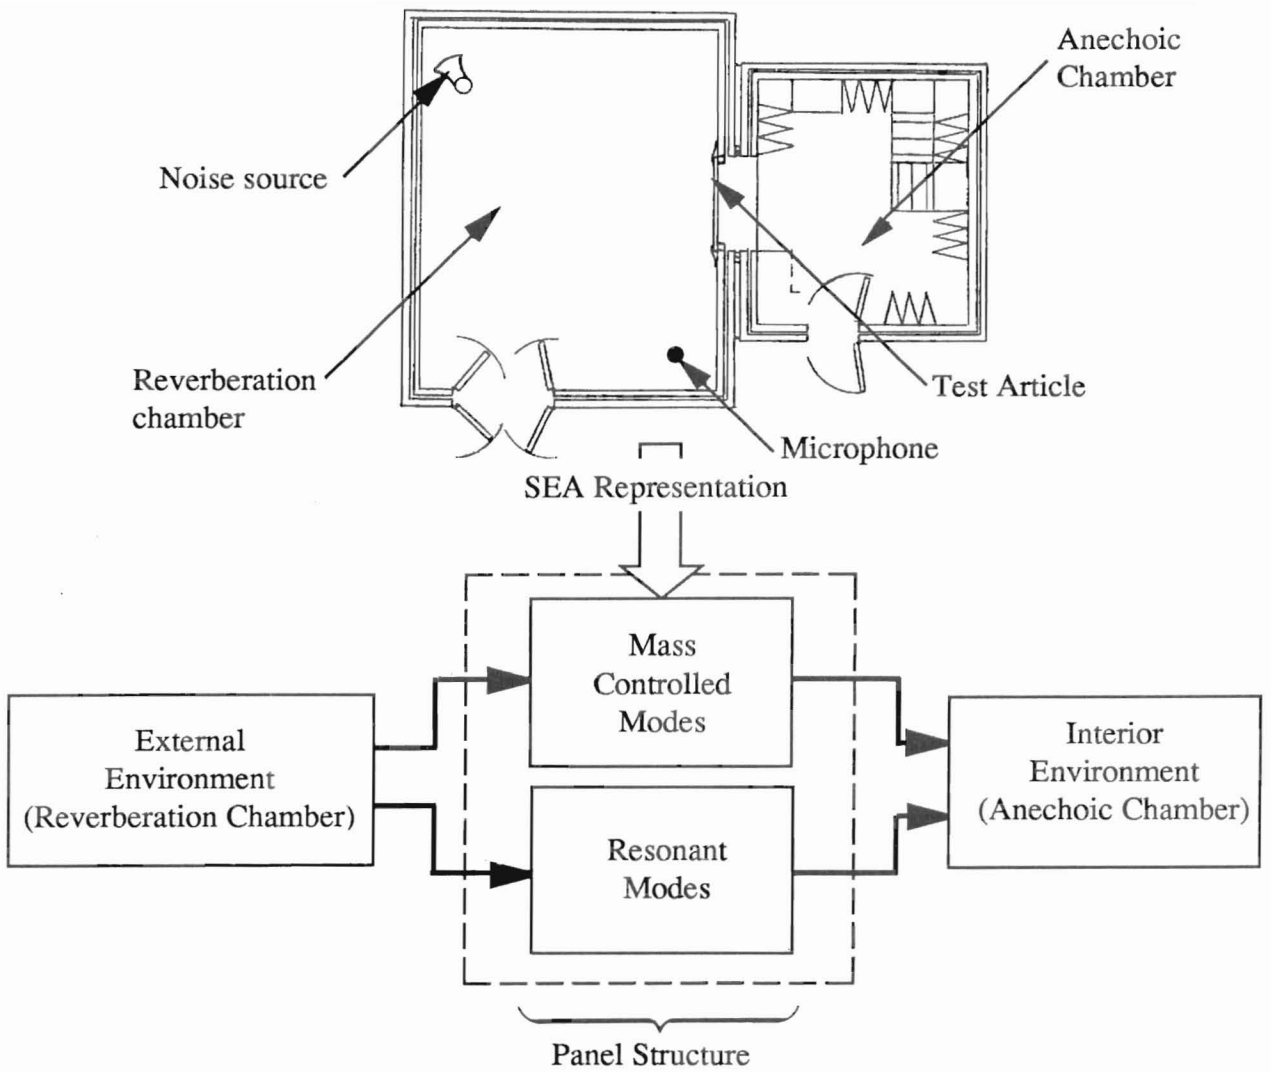 Anechoic
Chamber
Noise source
Reverberation
chamber
Test Article
Microphone
SEA Representation
Mass
Controlled
Modes
External
Environment
(Reverberation Chamber)
Interior
Environment
(Anechoic Chamber)
Resonant
Modes
Panel Structure